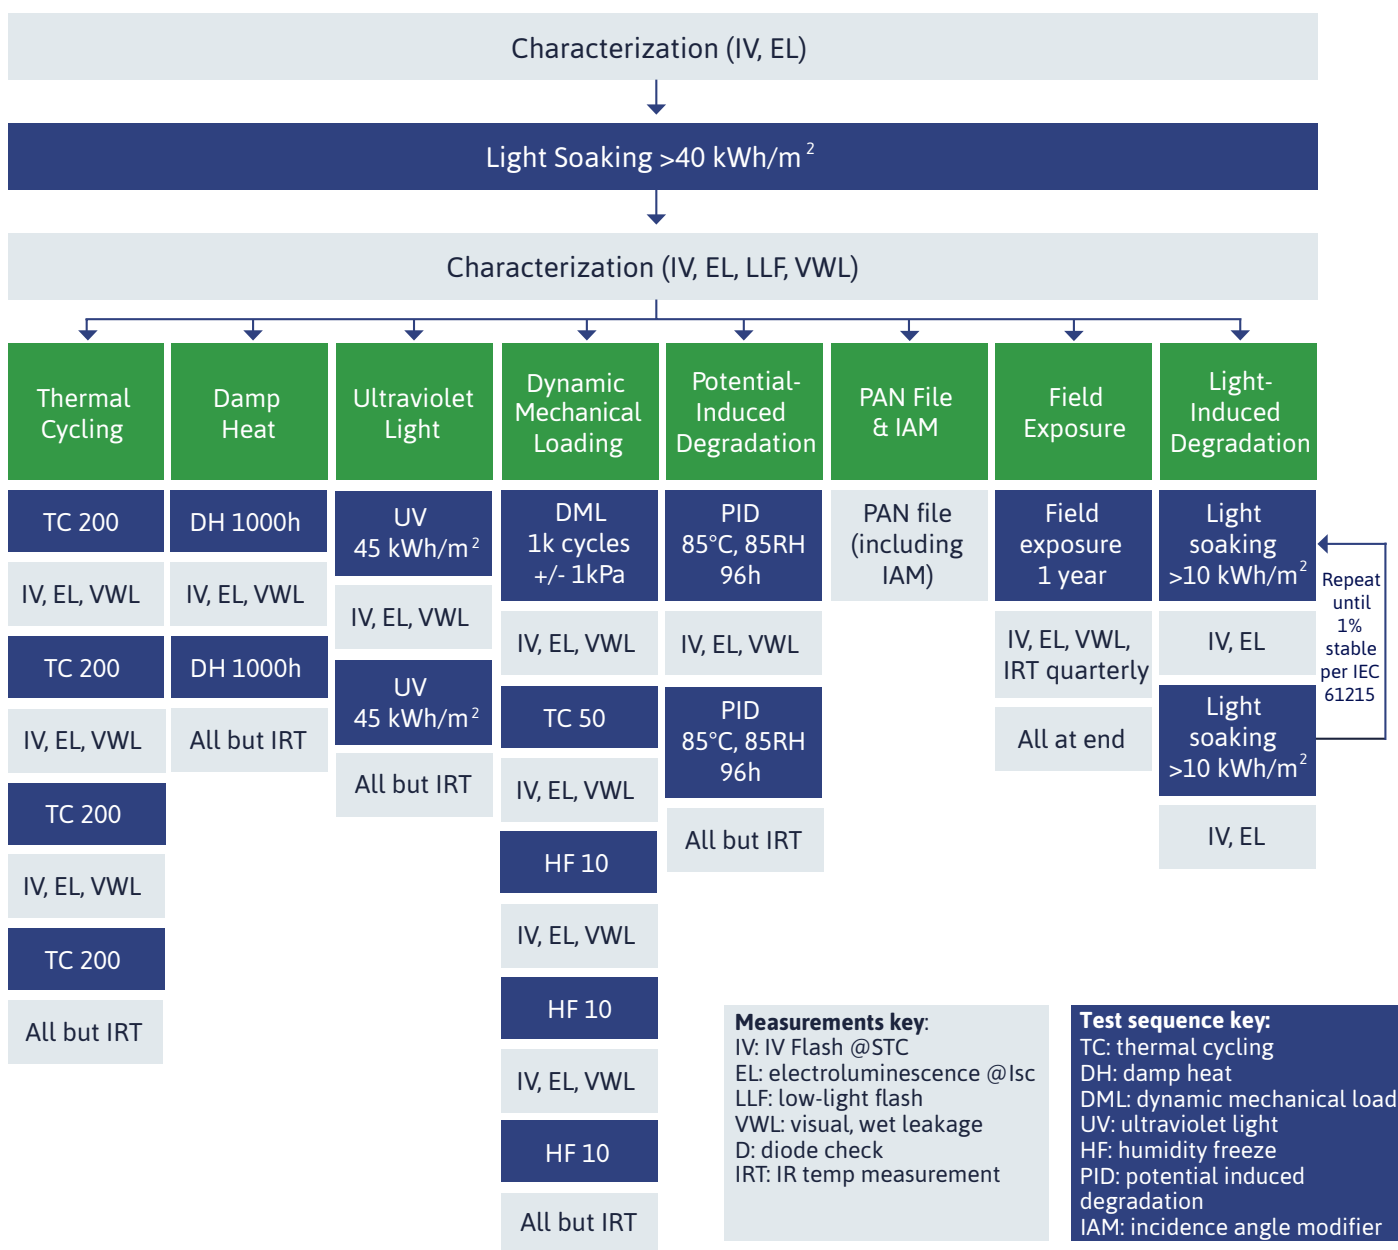 Characterization (IV, EL)
Light Soaking >40 kWh/m²
Characterization (IV, EL, LLF, VWL)
Thermal
Cycling
TC 200
IV, EL, VWL
TC 200
IV, EL, VWL
TC 200
IV, EL, VWL
TC 200
All but IRT
Damp
Heat
DH 1000h
IV, EL, VWL
DH 1000h
All but IRT
Ultraviolet
Light
UV
45 kWh/m²
IV, EL, VWL
UV
45 kWh/m²
All but IRT
Dynamic
Mechanical
Loading
DML
1k cycles
+/- 1kPa
IV, EL, VWL
TC 50
IV, EL, VWL
HF 10
IV, EL, VWL
HF 10
IV, EL, VWL
HF 10
All but IRT
Potential-
Induced
Degradation
PID
85°C, 85RH
96h
IV, EL, VWL
PID
85°C, 85RH
96h
All but IRT
PAN File
& IAM
PAN file
(including
IAM)
Field
Exposure
Field
exposure
1 year
IV, EL, VWL,
IRT quarterly
All at end
Light-
Induced
Degradation
Light
soaking
>10 kWh/m²
IV, EL
Light
soaking
>10 kWh/m²
IV, EL
Repeat
until
1%
stable
per IEC
61215
Measurements key:
IV: IV Flash @STC
EL: electroluminescence @Isc
LLF: low-light flash
VWL: visual, wet leakage
D: diode check
IRT: IR temp measurement
Test sequence key:
TC: thermal cycling
DH: damp heat
DML: dynamic mechanical load
UV: ultraviolet light
HF: humidity freeze
PID: potential induced
degradation
IAM: incidence angle modifier